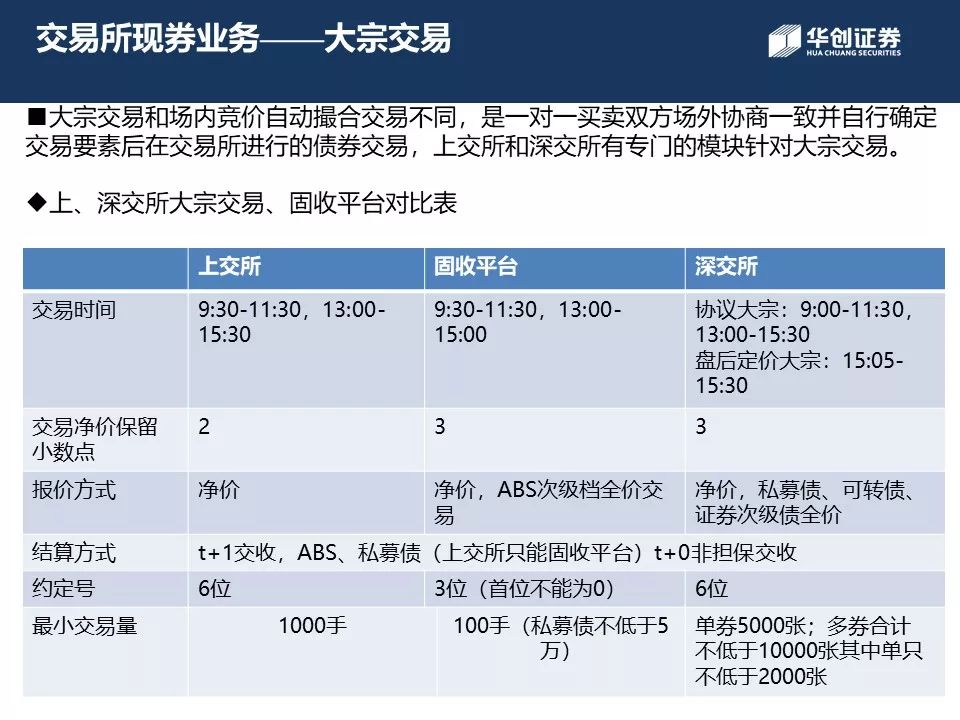 交易所现券业务——大宗交易
华创证券
HUA CHUANG SECURITIES
■大宗交易和场内竞价自动撮合交易不同，是一对一买卖双方场外协商一致并自行确定
交易要素后在交易所进行的债券交易，上交所和深交所有专门的模块针对大宗交易。
◆上、深交所大宗交易、固收平台对比表
上交所 固收平台 深交所
交易时间
9:30-11:30，13:00-
15:30
9:30-11:30，13:00-
15:00
协议大宗：9:00-11:30，
13:00-15:30
盘后定价大宗：15:05-
15:30
交易净价保留
小数点
2
3
3
报价方式
净价
净价，ABS次级档全价交
易
净价，私募债、可转债、
证券次级债全价
结算方式
t+1交收，ABS、私募债（上交所只能固收平台）t+0非担保交收
约定号
6位
3位（首位不能为0）
6位
最小交易量
1000手
100手（私募债不低于5
万）
单券5000张；多券合计
不低于10000张其中单只
不低于2000张